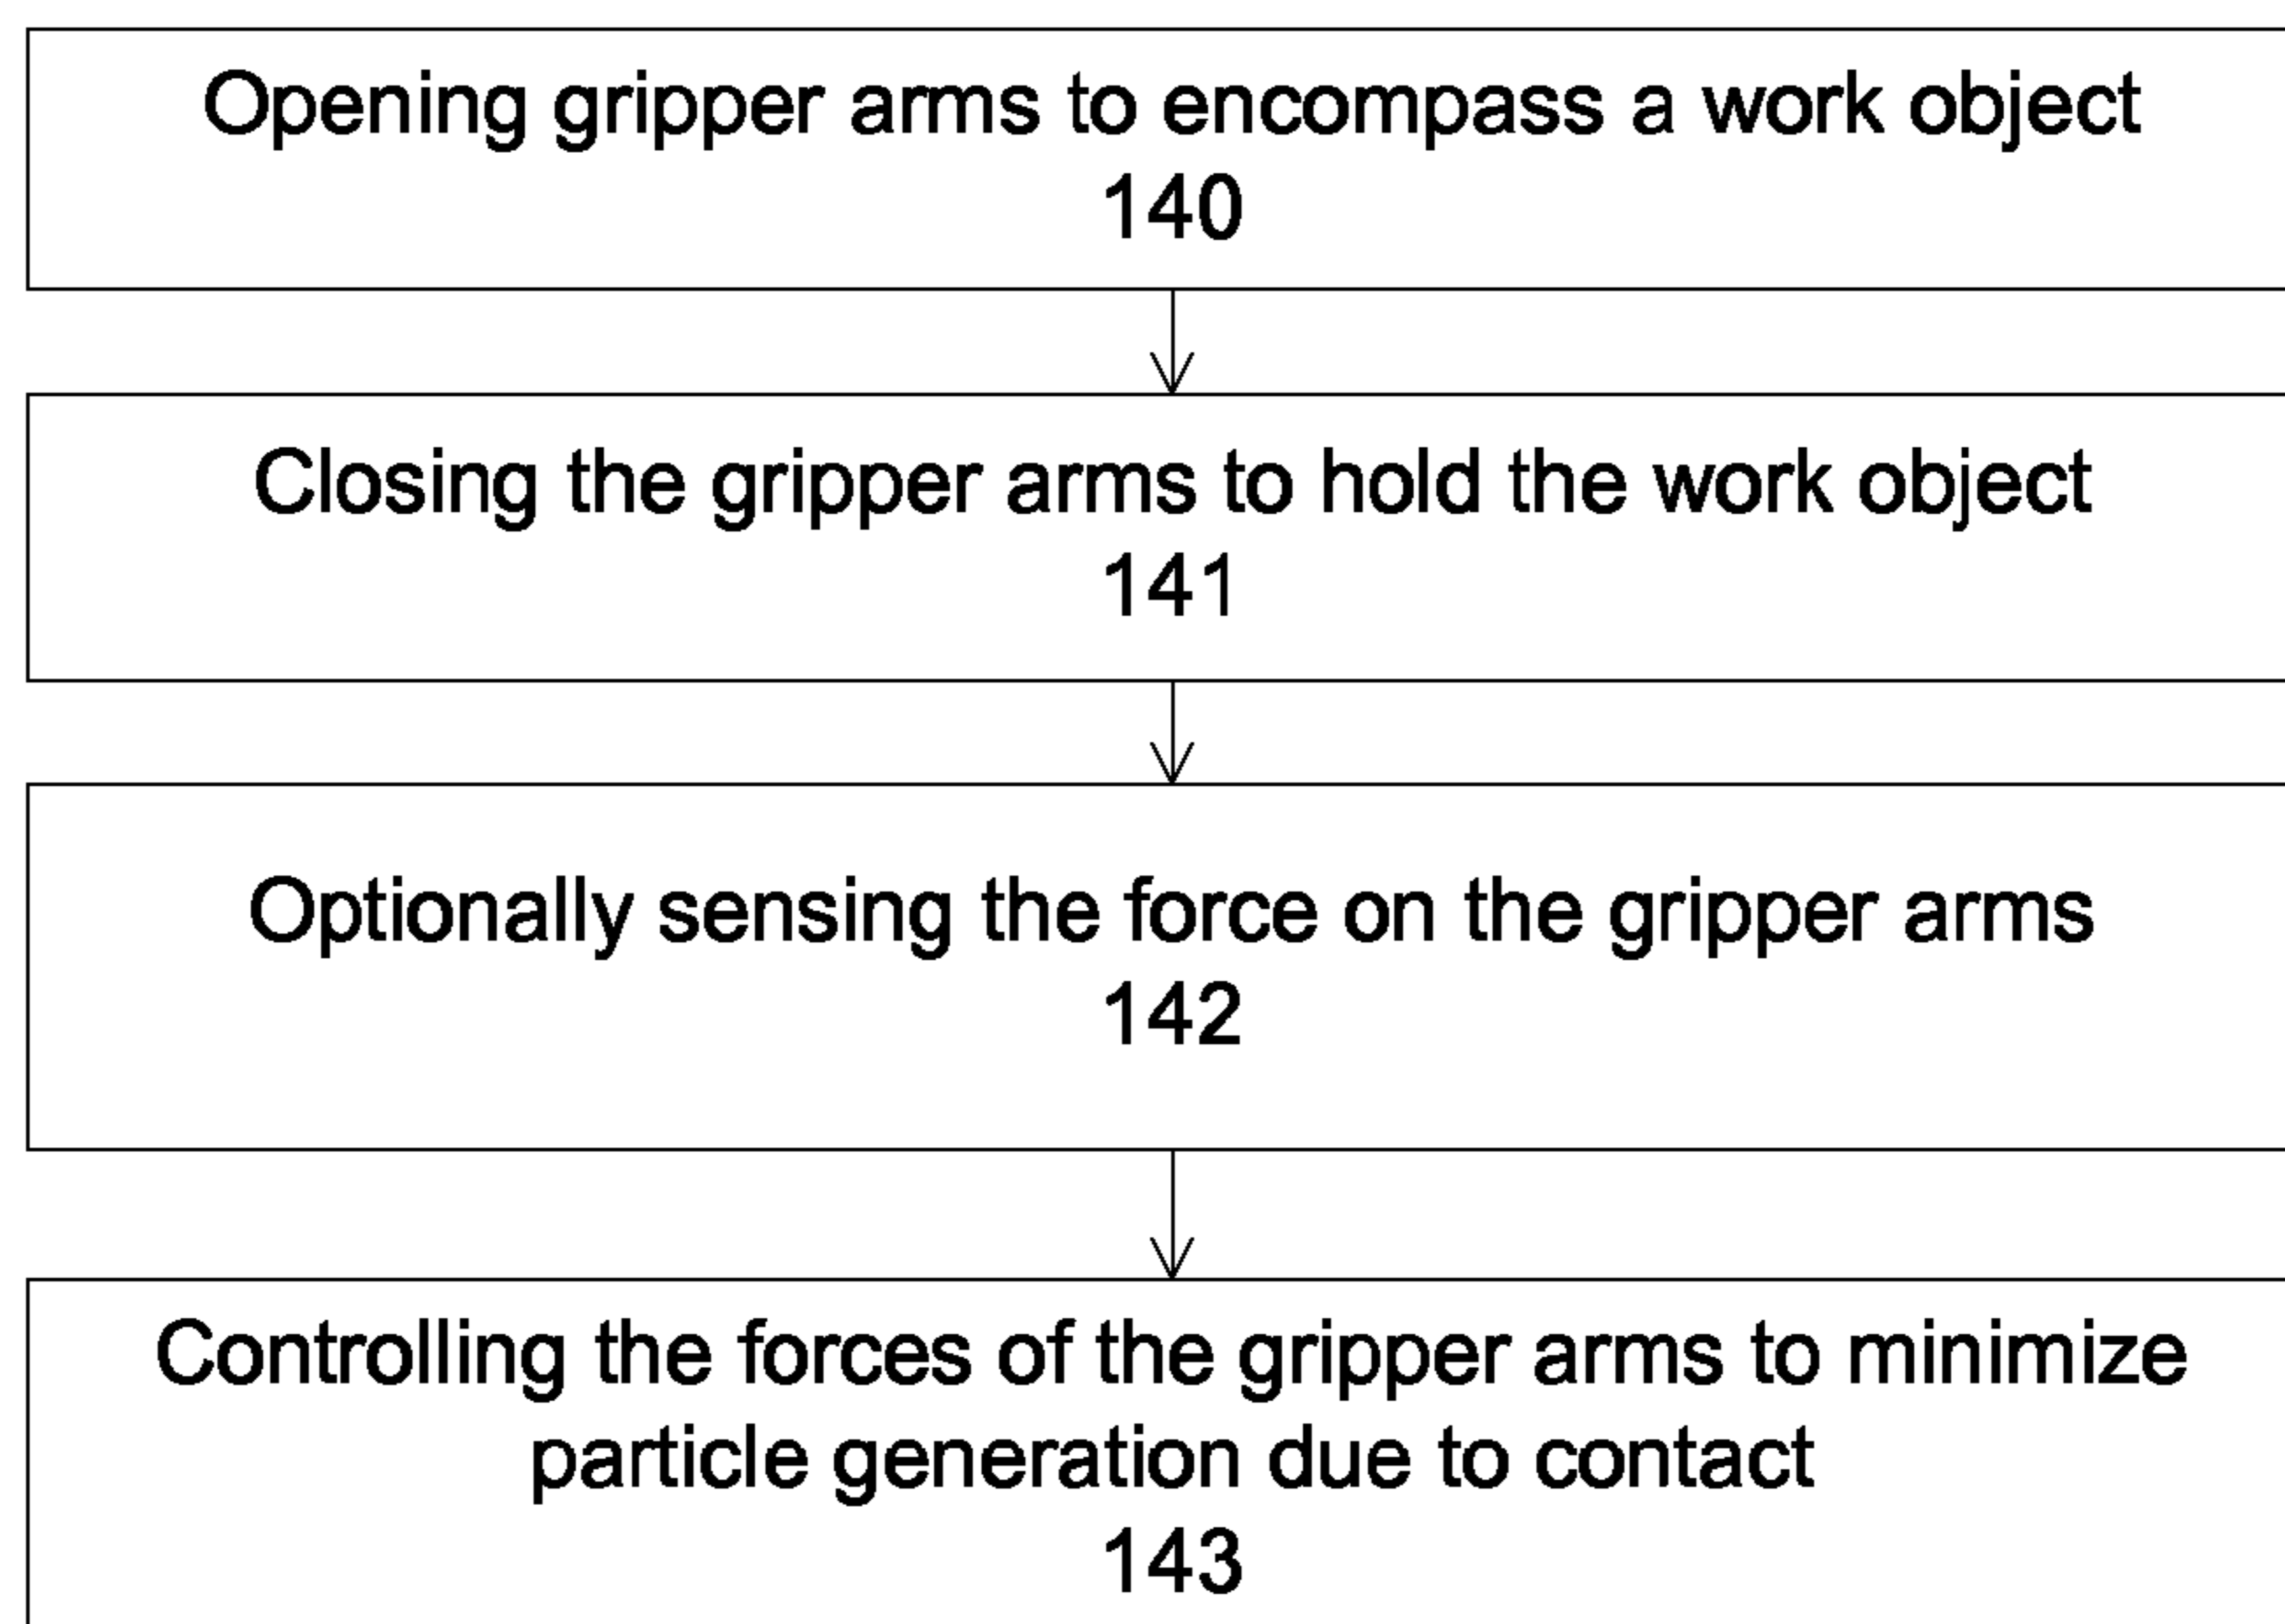 Opening gripper arms to encompass a work object
140
Closing the gripper arms to hold the work object
141
Optionally sensing the force on the gripper arms
142
Controlling the forces of the gripper arms to minimize
particle generation due to contact
143